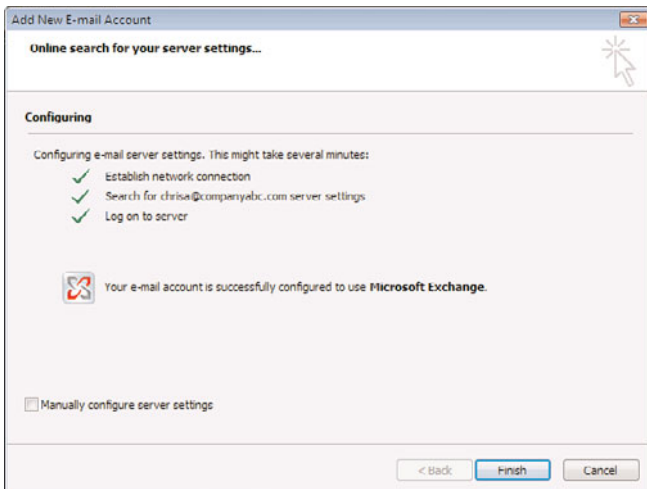 Add New E-mail Account
Online search for your server settings...
Configuring
Configuring e-mail server settings. This might take several minutes:
Establish network connection
Search for chrisa@companyabc.com server settings
Log on to server
Your e-mail account is successfully configured to use Microsoft Exchange.
Manually configure server settings
< Back Finish Cancel